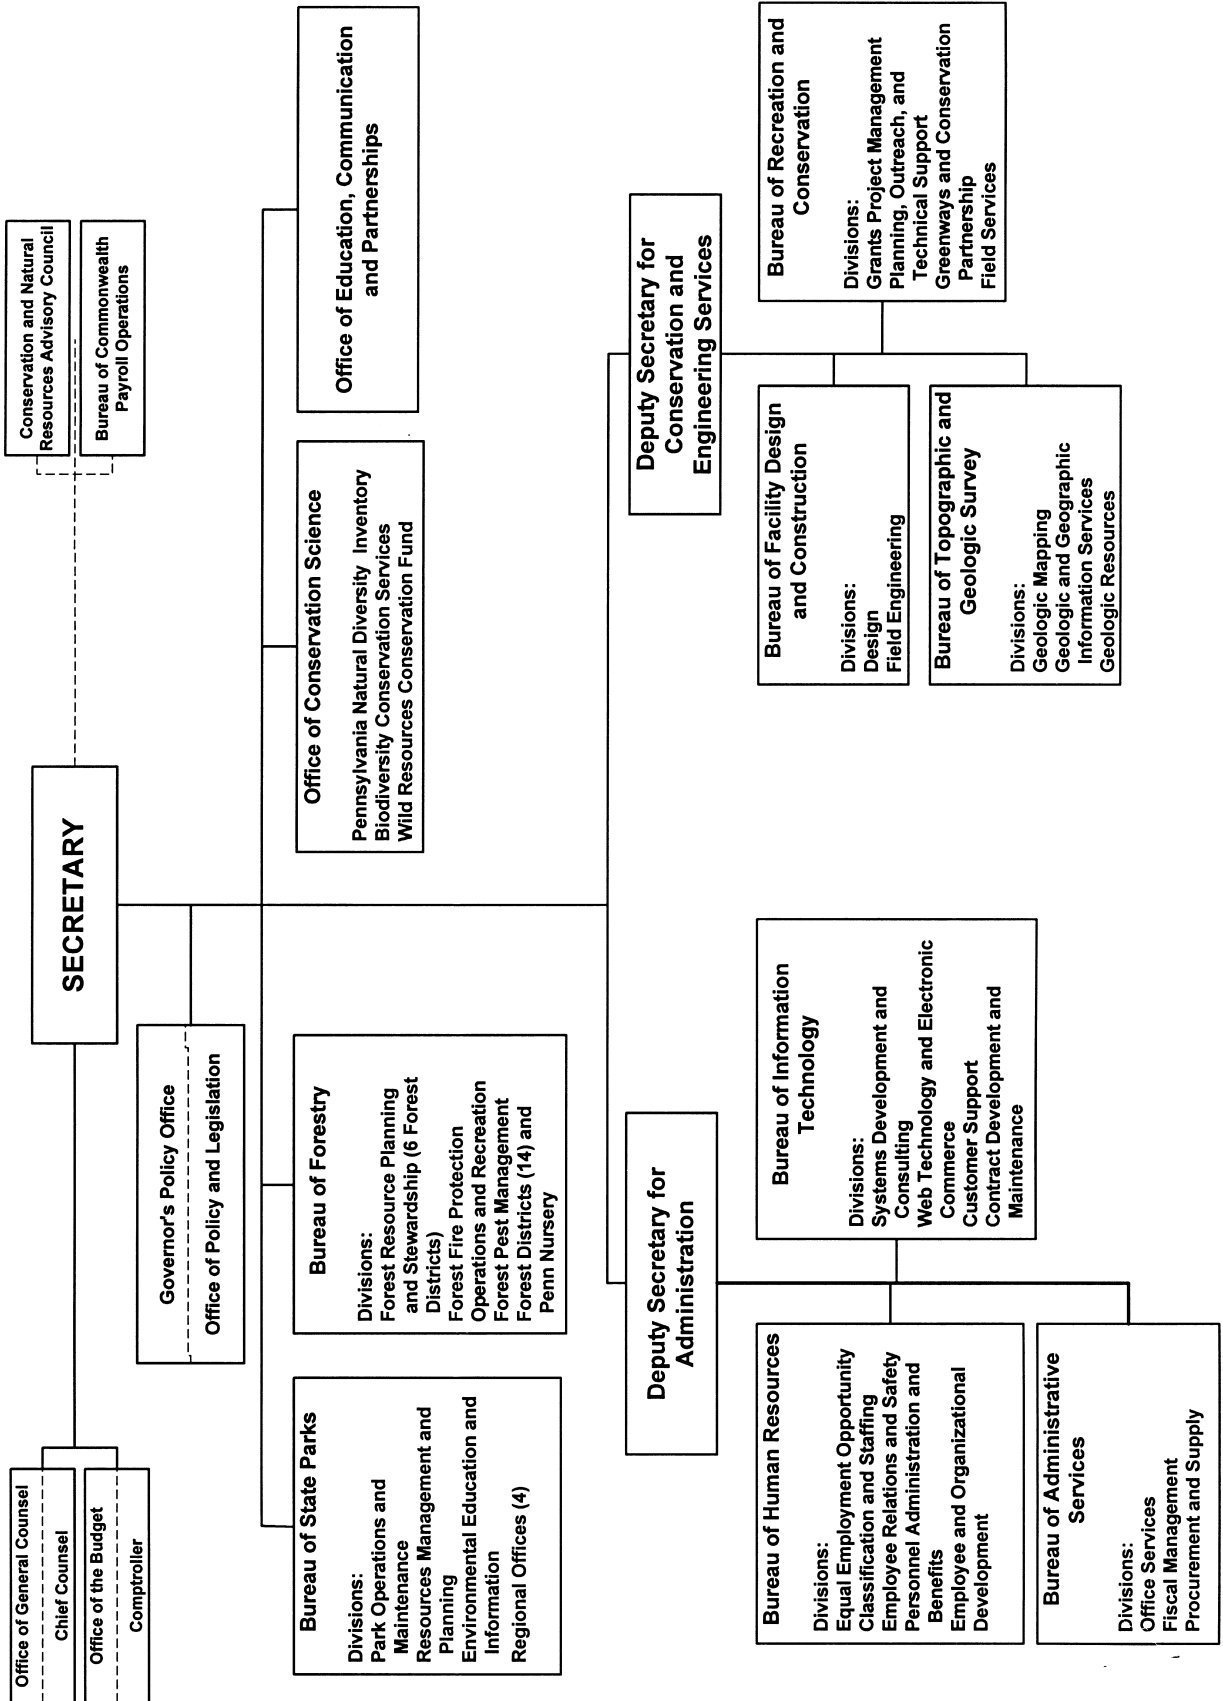 SECRETARY
Office of General Counsel
Chief Counsel
Office of the Budget
Comptroller
Conservation and Natural
Resources Advisory Council
Bureau of Commonwealth
Payroll Operations
Governor's Policy Office
Office of Policy and Legislation
Bureau of State Parks
Divisions:
Park Operations and
Maintenance
Resources Management and
Planning
Environmental Education and
Information
Regional Offices (4)
Bureau of Forestry
Divisions:
Forest Resource Planning
and Stewardship (6 Forest
Districts)
Forest Fire Protection
Operations and Recreation
Forest Pest Management
Forest Districts (14) and
Penn Nursery
Office of Conservation Science
Pennsylvania Natural Diversity Inventory
Biodiversity Conservation Services
Wild Resources Conservation Fund
Office of Education, Communication
and Partnerships
Deputy Secretary for
Administration
Deputy Secretary for
Conservation and
Engineering Services
Bureau of Human Resources
Divisions:
Equal Employment Opportunity
Classification and Staffing
Employee Relations and Safety
Personnel Administration and
Benefits
Employee and Organizational
Development
Bureau of Information
Technology
Divisions:
Systems Development and
Consulting
Web Technology and Electronic
Commerce
Customer Support
Contract Development and
Maintenance
Bureau of Administrative
Services
Divisions:
Office Services
Fiscal Management
Procurement and Supply
Bureau of Facility Design
and Construction
Divisions:
Design
Field Engineering
Bureau of Recreation and
Conservation
Divisions:
Grants Project Management
Planning, Outreach, and
Technical Support
Greenways and Conservation
Partnership
Field Services
Bureau of Topographic and
Geologic Survey
Divisions:
Geologic Mapping
Geologic and Geographic
Information Services
Geologic Resources